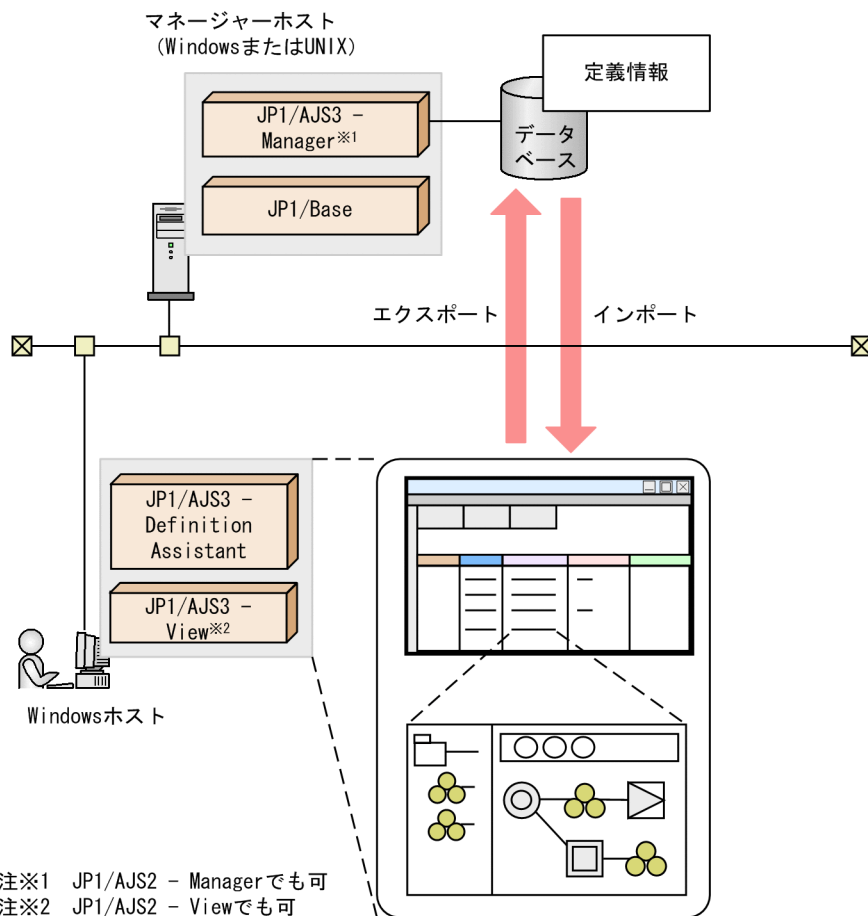 マネージャーホスト
（WindowsまたはUNIX）
定義情報
JP1/AJS3 -
Manager※1
データ
ベース
JP1/Base
エクスポート
インポート
JP1/AJS3 -
Definition
Assistant
JP1/AJS3 -
View※2
Windowsホスト
注※1 JP1/AJS2 - Managerでも可
注※2 JP1/AJS2 - Viewでも可